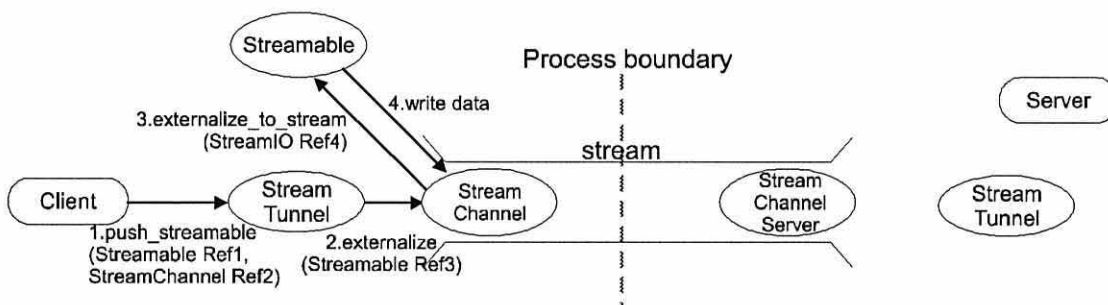 Streamable
Process boundary
4.write data
Server
3.externalize_to_stream
(StreamIO Ref4)
stream
Client
Stream
Tunnel
Stream
Channel
Stream
Channel
Server
Stream
Tunnel
1.push_streamable
(Streamable Ref1,
StreamChannel Ref2)
2.externalize
(Streamable Ref3)